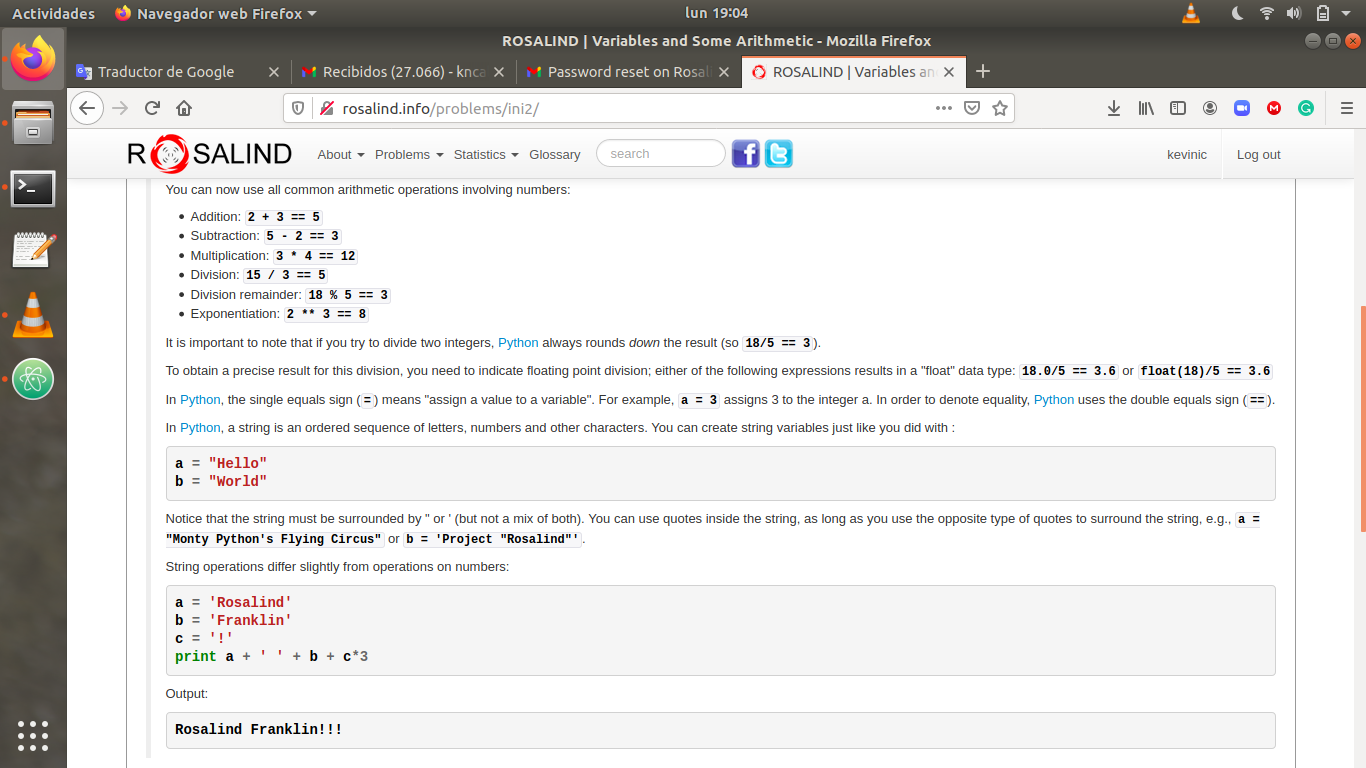 Actividades Navegador web Firefox lun 19:04
ROSALIND | Variables and Some Arithmetic - Mozilla Firefox
Traductor de Google Recibidos (27.066) - knca Password reset on Rosal ROSALIND | Variables an
rosalind.info/problems/ini2/
ROSALIND About Problems Statistics Glossary search kevinic Log out
You can now use all common arithmetic operations involving numbers:
• Addition: 2 + 3 == 5
• Subtraction: 5 - 2 == 3
• Multiplication: 3 * 4 == 12
• Division: 15 / 3 == 5
• Division remainder: 18 % 5 == 3
• Exponentiation: 2 ** 3 == 8
It is important to note that if you try to divide two integers, Python always rounds down the result (so 18/5 == 3).
To obtain a precise result for this division, you need to indicate floating point division; either of the following expressions results in a "float" data type: 18.0/5 == 3.6 or float(18)/5 == 3.6
In Python, the single equals sign (=) means "assign a value to a variable". For example, a = 3 assigns 3 to the integer a. In order to denote equality, Python uses the double equals sign (==).
In Python, a string is an ordered sequence of letters, numbers and other characters. You can create string variables just like you did with :
a = "Hello"
b = "World"
Notice that the string must be surrounded by " or ' (but not a mix of both). You can use quotes inside the string, as long as you use the opposite type of quotes to surround the string, e.g., a =
"Monty Python's Flying Circus" or b = 'Project "Rosalind"'.
String operations differ slightly from operations on numbers:
a = 'Rosalind'
b = 'Franklin'
c = '!'
print a + ' ' + b + c*3
Output:
Rosalind Franklin!!!